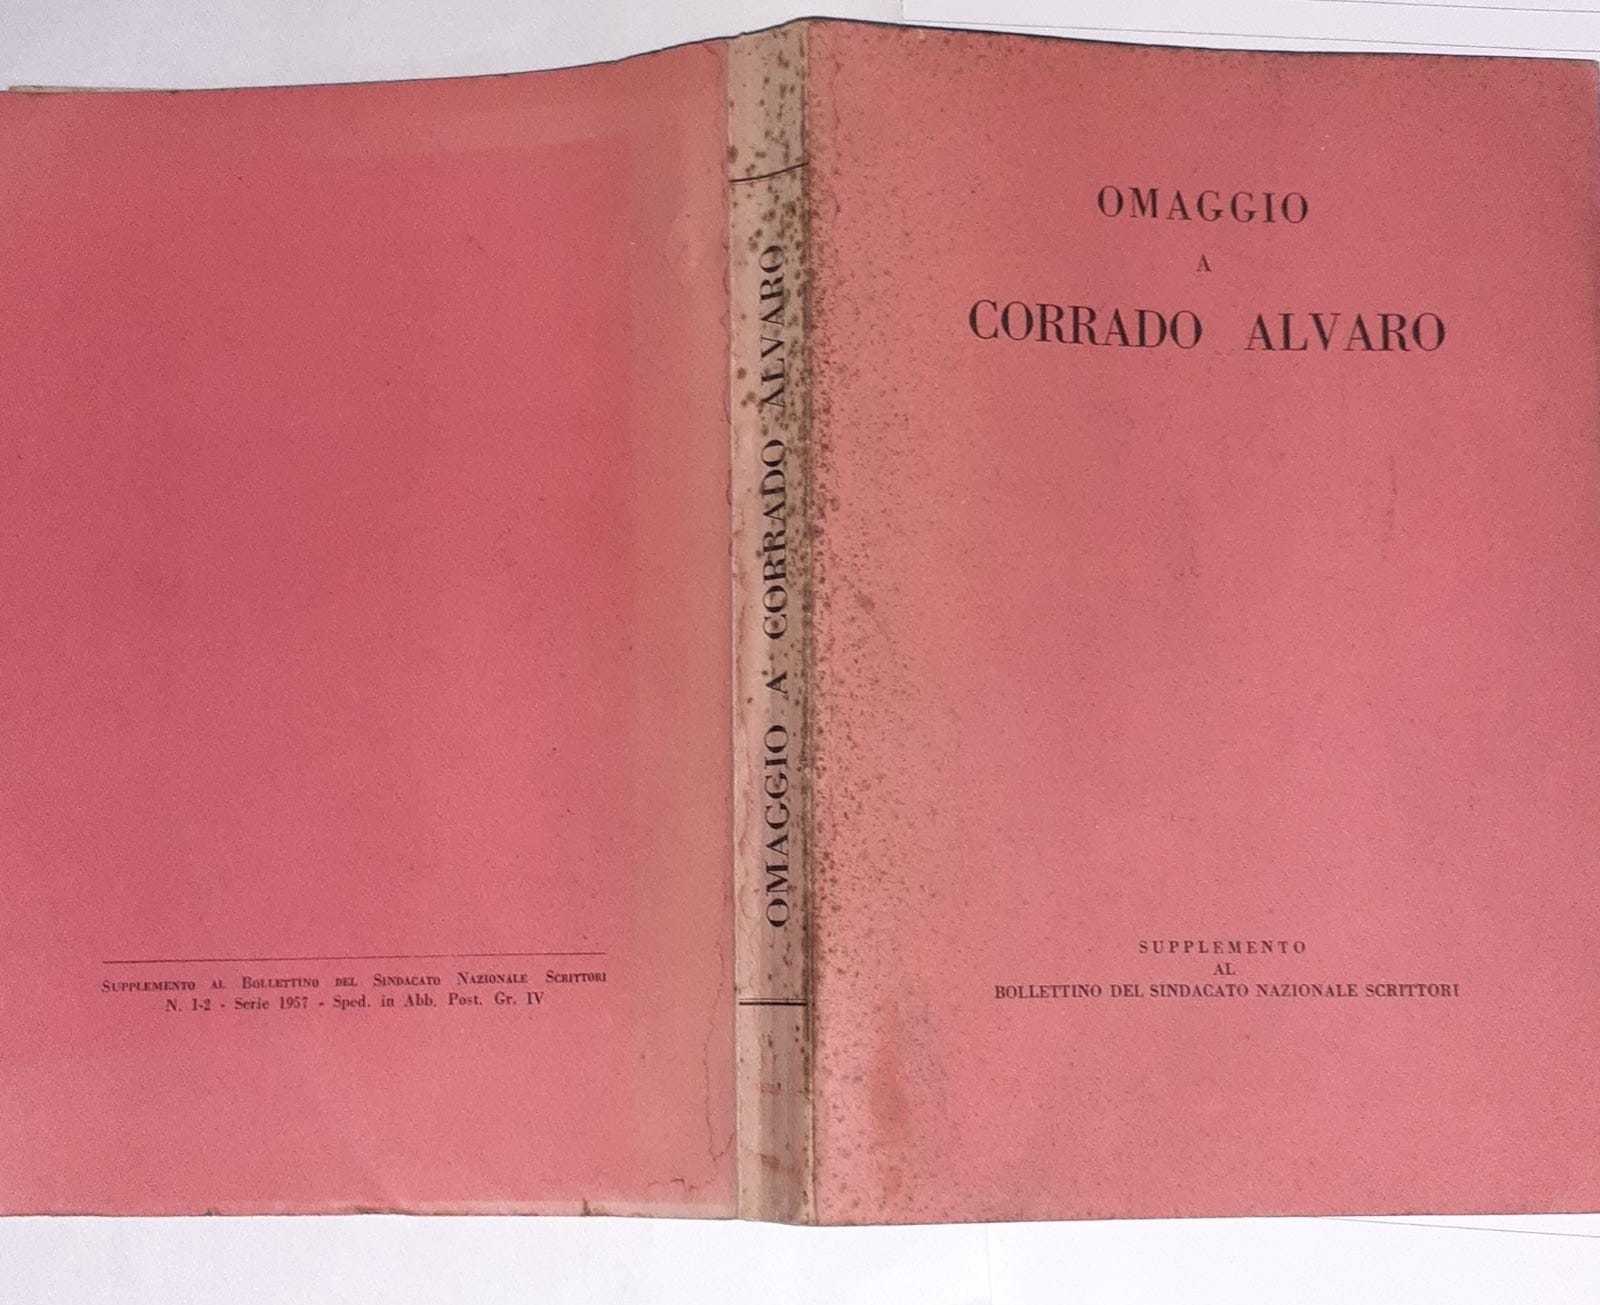 SUPPLEMENTO AL BOLLETTINO DEL SINDACATO NAZIONALE SCRITTORI
N. 1-2 - Serie 1957 - Sped. in Abb. Post. Gr. IV
OMAGGIO A CORRADO ALVARO
OMAGGIO
A
CORRADO ALVARO
SUPPLEMENTO
AL
BOLLETTINO DEL SINDACATO NAZIONALE SCRITTORI